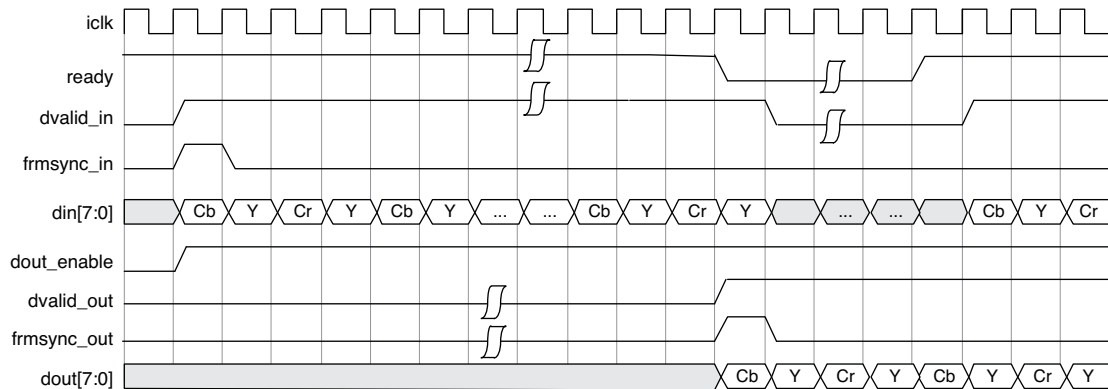 iclk
ready
dvalid_in
frmsync_in
din[7:0] Cb Y Cr Y Cb Y ... ... Cb Y Cr Y ... ... Cb Y Cr
dout_enable
dvalid_out
frmsync_out
dout[7:0] Cb Y Cr Y Cb Y Cr Y